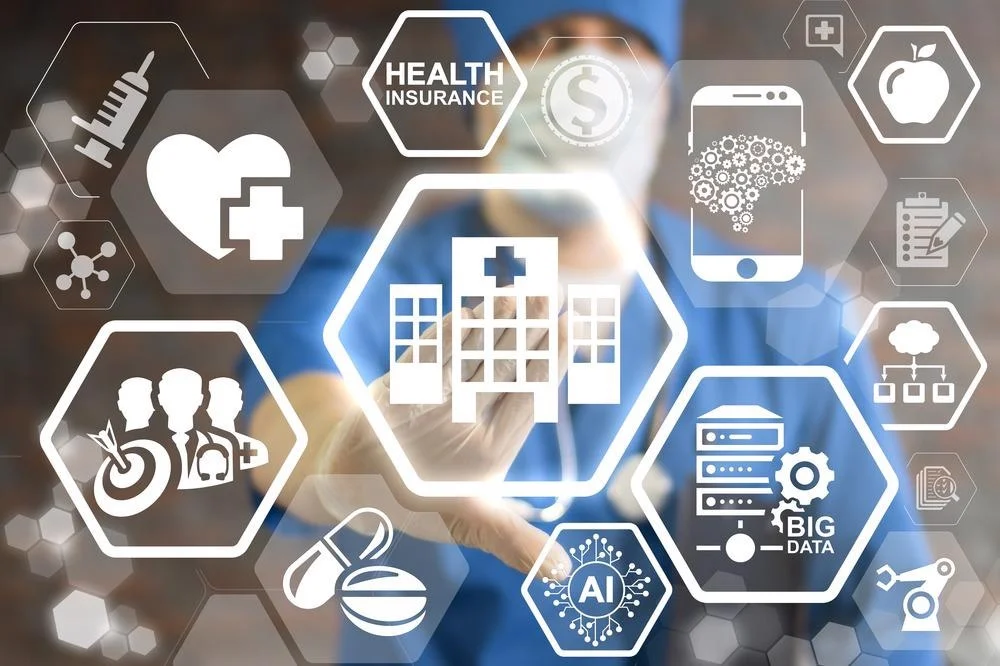 HEALTH
INSURANCE
$
BIG
DATA
AI